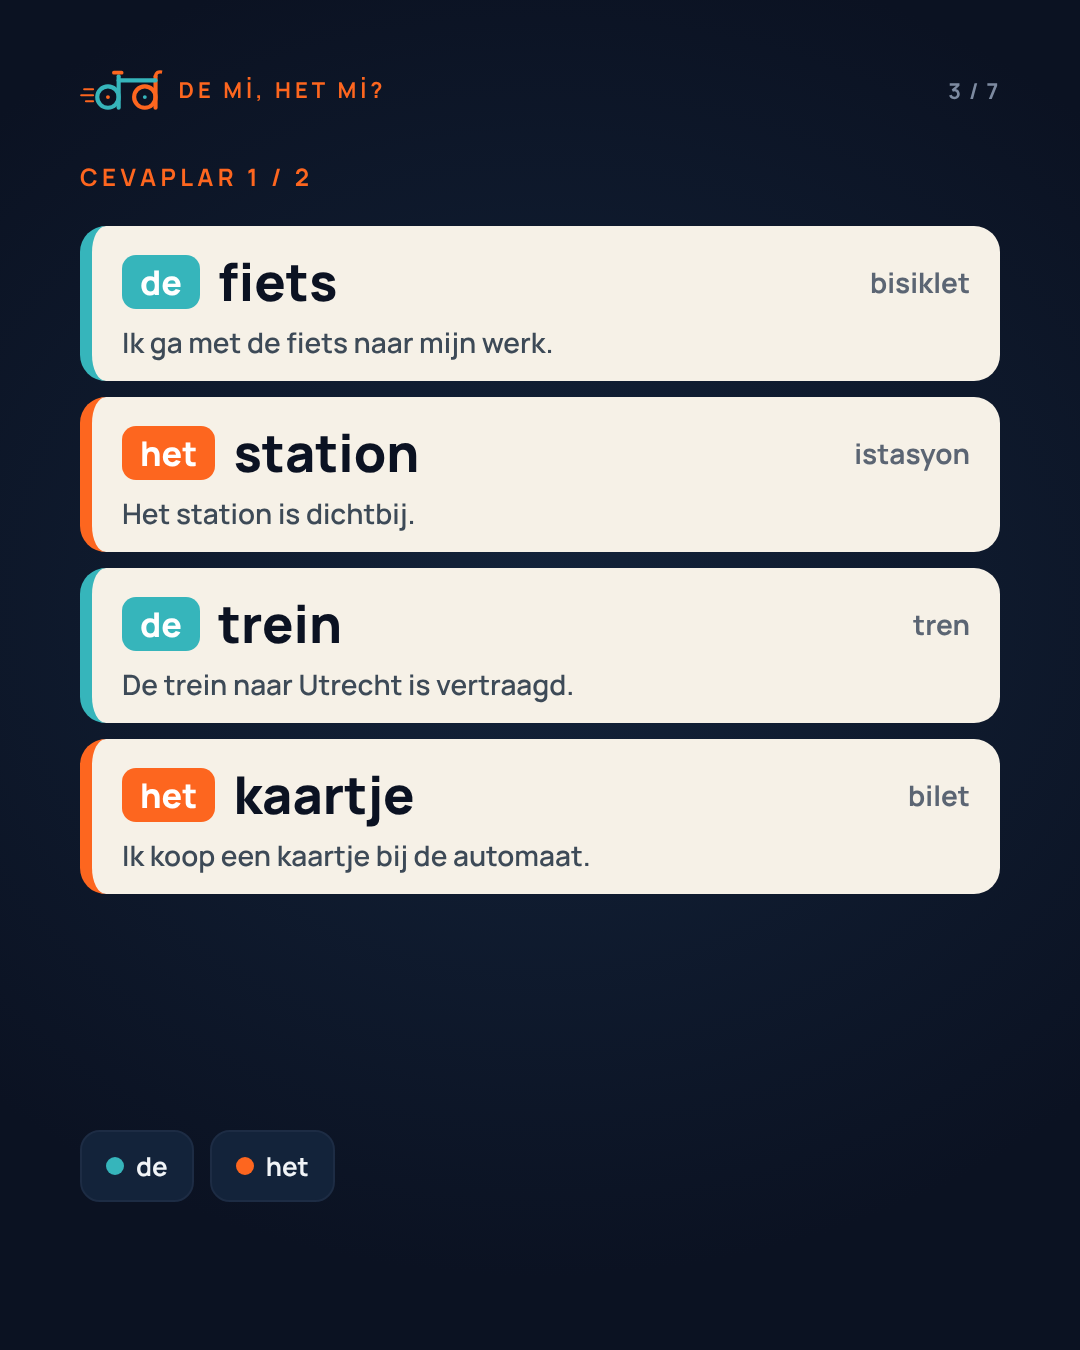 DE Mİ, HET Mİ?
3 / 7
CEVAPLAR 1 / 2
de fiets
bisiklet
Ik ga met de fiets naar mijn werk.
het station
istasyon
Het station is dichtbij.
de trein
tren
De trein naar Utrecht is vertraagd.
het kaartje
bilet
Ik koop een kaartje bij de automaat.
de
het